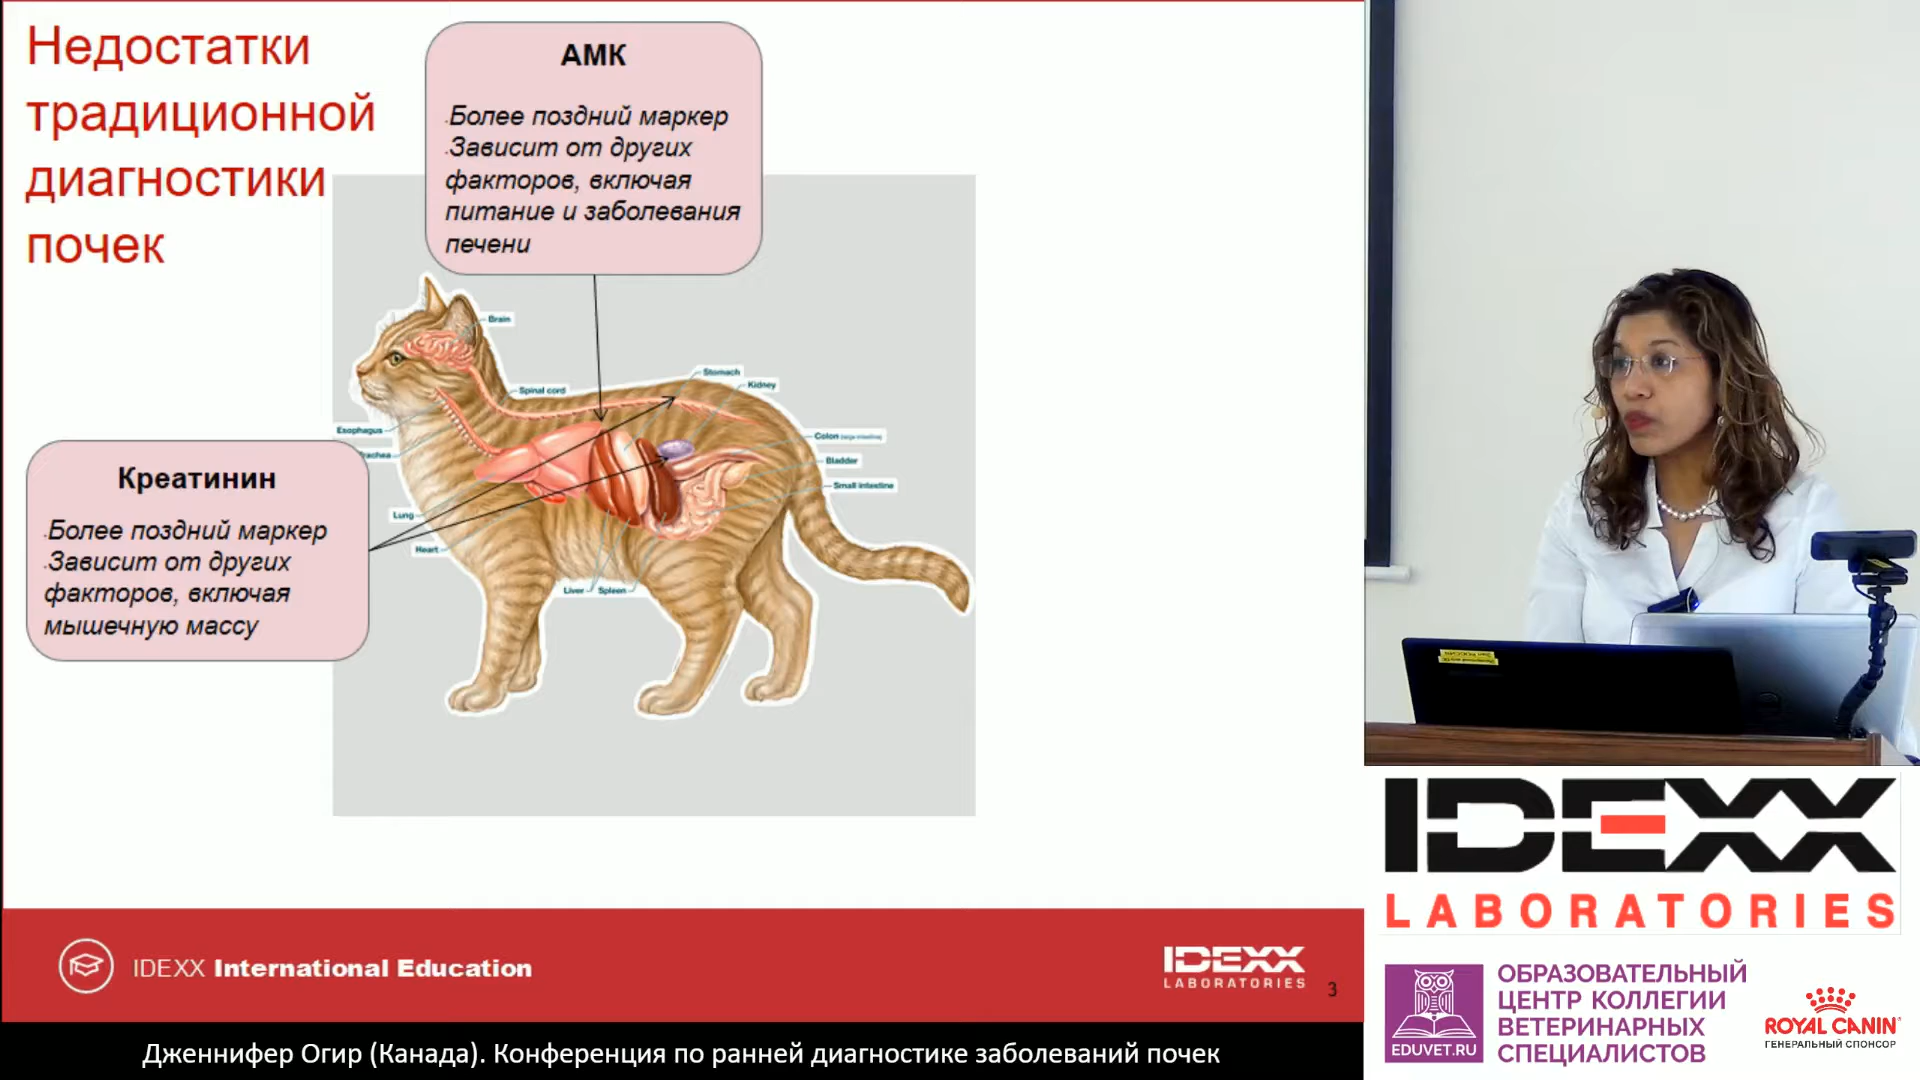 Недостатки
традиционной
диагностики
почек
АМК
Более поздний маркер
Зависит от других
факторов, включая
питание и заболевания
печени
Креатинин
Более поздний маркер
Зависит от других
факторов, включая
мышечную массу
Brain
Spinal cord
Stomach
Kidney
Esophagus
Colon
Bladder
Small intestine
Lung
Heart
Liver
Spleen
IDEXX International Education
IDEXX
LABORATORIES
3
IDEXX
LABORATORIES
EDUVET.RU
ОБРАЗОВАТЕЛЬНЫЙ
ЦЕНТР КОЛЛЕГИИ
ВЕТЕРИНАРНЫХ
СПЕЦИАЛИСТОВ
ROYAL CANIN
ГЕНЕРАЛЬНЫЙ СПОНСОР
Дженнифер Огир (Канада). Конференция по ранней диагностике заболеваний почек